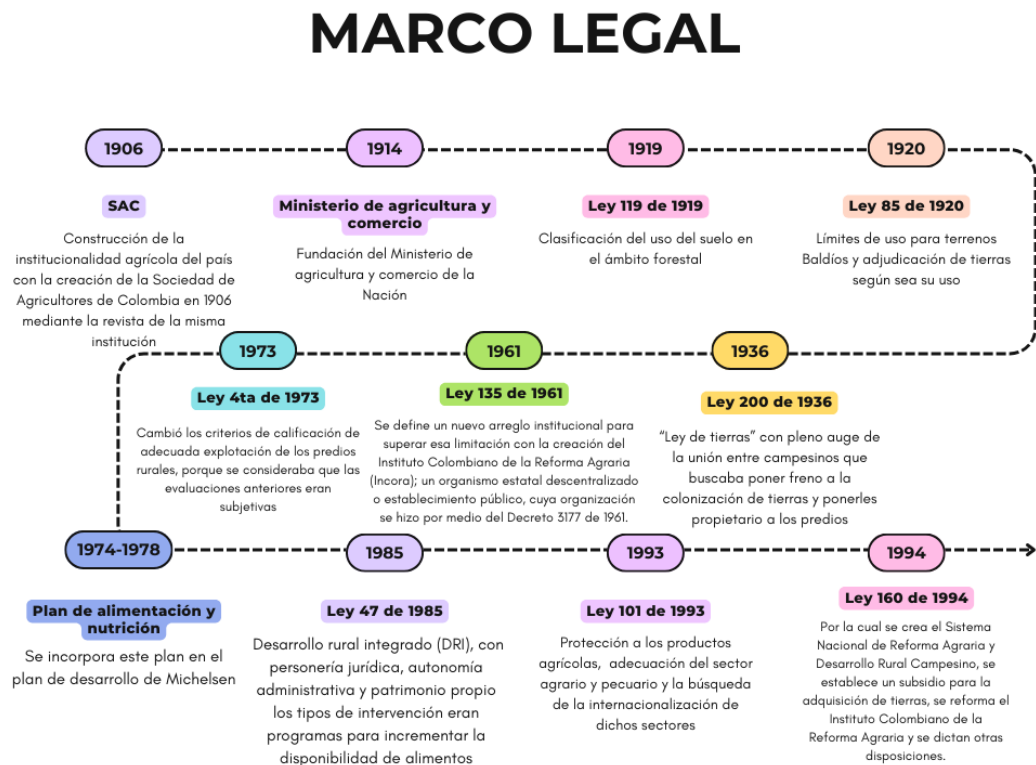 MARCO LEGAL
1906
SAC
Construcción de la
institucionalidad agrícola del país
con la creación de la Sociedad de
Agricultores de Colombia en 1906
mediante la revista de la misma
institución
1914
Ministerio de agricultura y
comercio
Fundación del Ministerio de
agricultura y comercio de la
Nación
1919
Ley 119 de 1919
Clasificación del uso del suelo en
el ámbito forestal
1920
Ley 85 de 1920
Límites de uso para terrenos
Baldíos y adjudicación de tierras
según sea su uso
1936
Ley 200 de 1936
“Ley de tierras” con pleno auge de
la unión entre campesinos que
buscaba poner freno a la
colonización de tierras y ponerles
propietario a los predios
1961
Ley 135 de 1961
Se define un nuevo arreglo institucional para
superar esa limitación con la creación del
Instituto Colombiano de la Reforma Agraria
(Incora); un organismo estatal descentralizado
o establecimiento público, cuya organización
se hizo por medio del Decreto 3177 de 1961.
1973
Ley 4ta de 1973
Cambió los criterios de calificación de
adecuada explotación de los predios
rurales, porque se consideraba que las
evaluaciones anteriores eran
subjetivas
1974-1978
Plan de alimentación y
nutrición
Se incorpora este plan en el
plan de desarrollo de Michelsen
1985
Ley 47 de 1985
Desarrollo rural integrado (DRI), con
personería jurídica, autonomía
administrativa y patrimonio propio
los tipos de intervención eran
programas para incrementar la
disponibilidad de alimentos
1993
Ley 101 de 1993
Protección a los productos
agrícolas, adecuación del sector
agrario y pecuario y la búsqueda
de la internacionalización de
dichos sectores
1994
Ley 160 de 1994
Por la cual se crea el Sistema
Nacional de Reforma Agraria y
Desarrollo Rural Campesino, se
establece un subsidio para la
adquisición de tierras, se reforma el
Instituto Colombiano de la
Reforma Agraria y se dictan otras
disposiciones.